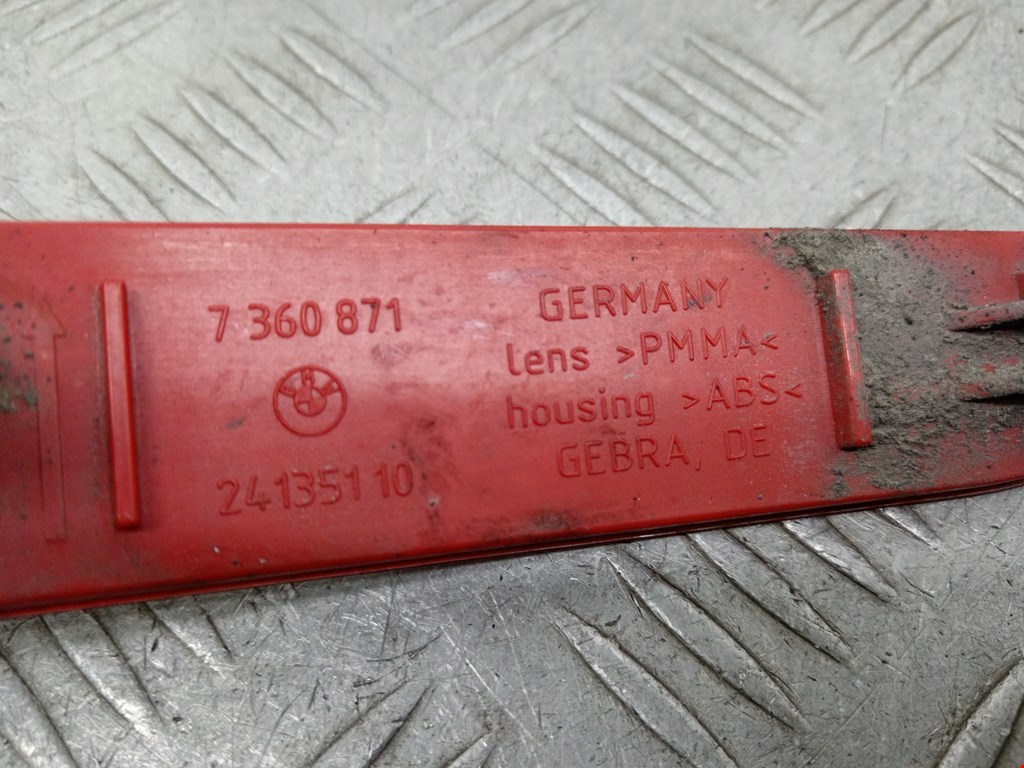 7 360 871
24135110
GERMANY
lens >PMMA<
housing >ABS<
GEBRA, DE